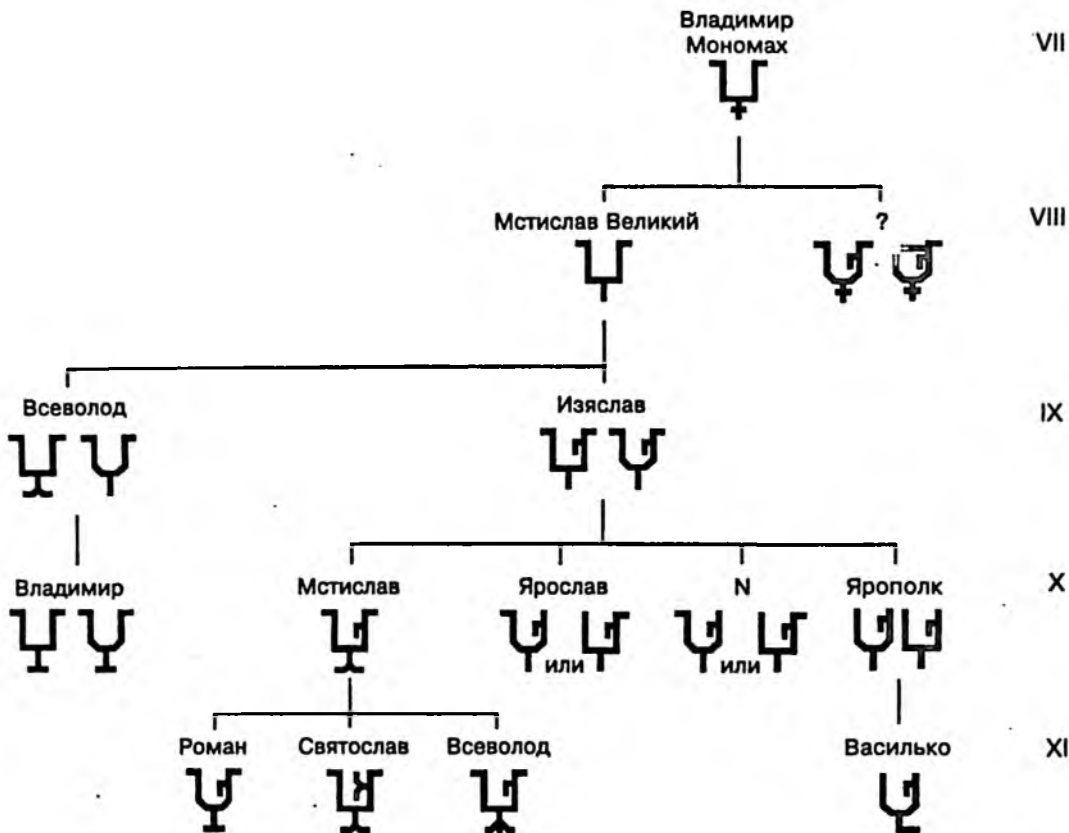 Владимир
Мономах
VII
Мстислав Великий
?
VIII
Всеволод
Изяслав
IX
Владимир
Мстислав
Ярослав
N
Ярополк
X
или
или
Роман
Святослав
Всеволод
Василько
XI